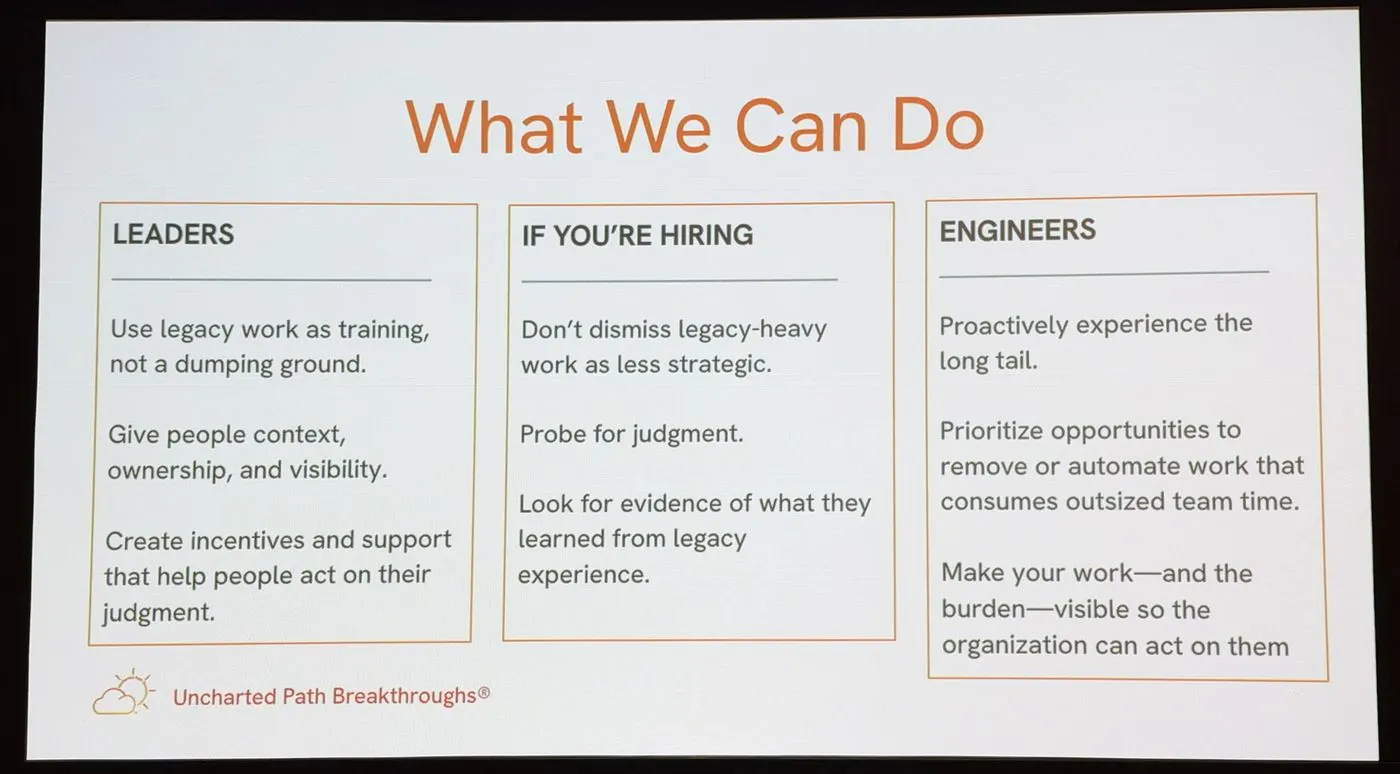 What We Can Do
LEADERS
Use legacy work as training,
not a dumping ground.
Give people context,
ownership, and visibility.
Create incentives and support
that help people act on their
judgment.
IF YOU’RE HIRING
Don’t dismiss legacy-heavy
work as less strategic.
Probe for judgment.
Look for evidence of what they
learned from legacy
experience.
ENGINEERS
Proactively experience the
long tail.
Prioritize opportunities to
remove or automate work that
consumes outsized team time.
Make your work—and the
burden—visible so the
organization can act on them
Uncharted Path Breakthroughs®